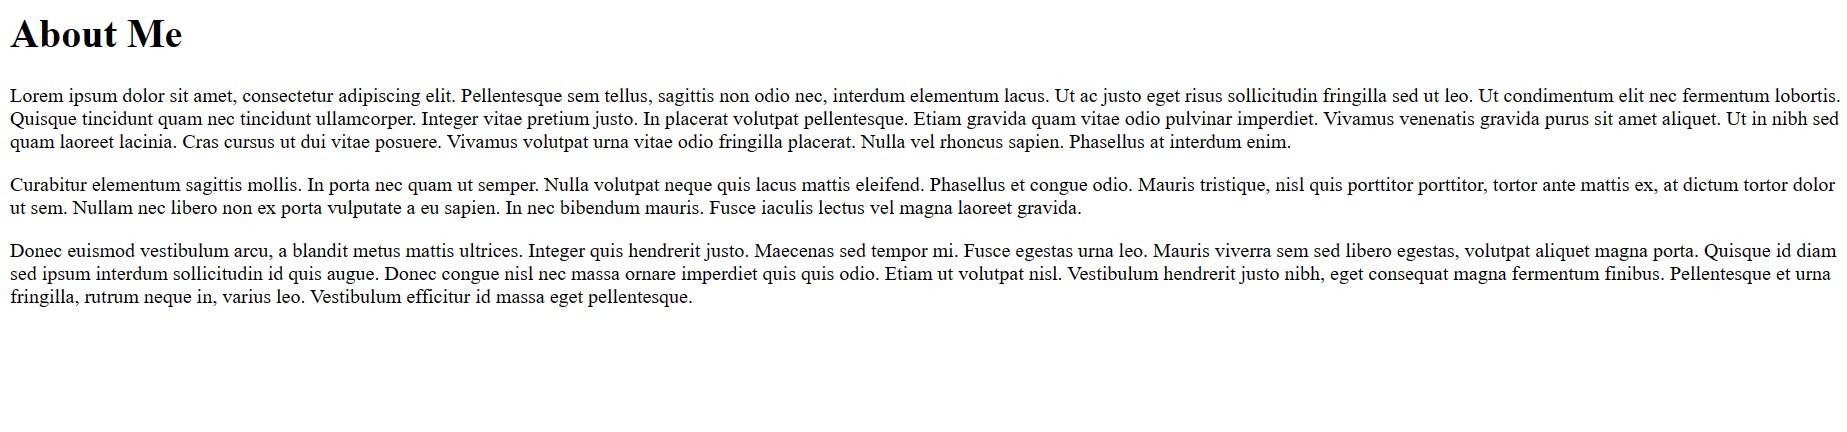 About Me
Lorem ipsum dolor sit amet, consectetur adipiscing elit. Pellentesque sem tellus, sagittis non odio nec, interdum elementum lacus. Ut ac justo eget risus sollicitudin fringilla sed ut leo. Ut condimentum elit nec fermentum lobortis.
Quisque tincidunt quam nec tincidunt ullamcorper. Integer vitae pretium justo. In placerat volutpat pellentesque. Etiam gravida quam vitae odio pulvinar imperdiet. Vivamus venenatis gravida purus sit amet aliquet. Ut in nibh sed
quam laoreet lacinia. Cras cursus ut dui vitae posuere. Vivamus volutpat urna vitae odio fringilla placerat. Nulla vel rhoncus sapien. Phasellus at interdum enim.
Curabitur elementum sagittis mollis. In porta nec quam ut semper. Nulla volutpat neque quis lacus mattis eleifend. Phasellus et congue odio. Mauris tristique, nisl quis porttitor porttitor, tortor ante mattis ex, at dictum tortor dolor
ut sem. Nullam nec libero non ex porta vulputate a eu sapien. In nec bibendum mauris. Fusce iaculis lectus vel magna laoreet gravida.
Donec euismod vestibulum arcu, a blandit metus mattis ultrices. Integer quis hendrerit justo. Maecenas sed tempor mi. Fusce egestas urna leo. Mauris viverra sem sed libero egestas, volutpat aliquet magna porta. Quisque id diam
sed ipsum interdum sollicitudin id quis augue. Donec congue nisl nec massa ornare imperdiet quis quis odio. Etiam ut volutpat nisl. Vestibulum hendrerit justo nibh, eget consequat magna fermentum finibus. Pellentesque et urna
fringilla, rutrum neque in, varius leo. Vestibulum efficitur id massa eget pellentesque.